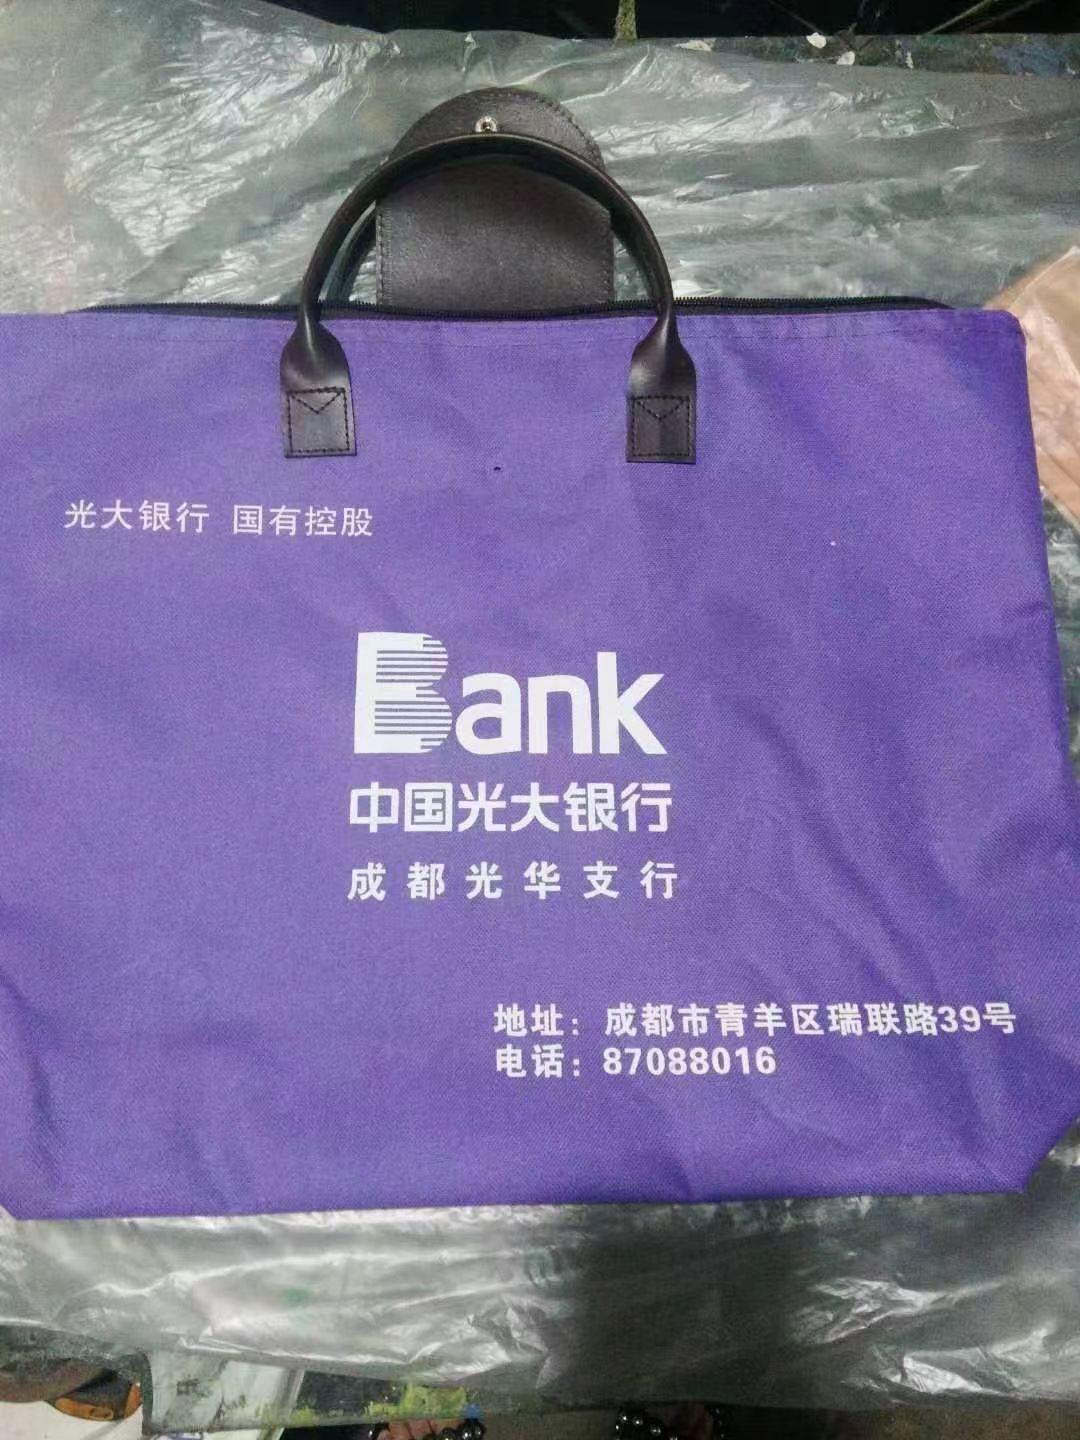 光大银行 国有控股
Bank
中国光大银行
成都光华支行
地址：成都市青羊区瑞联路39号
电话：87088016